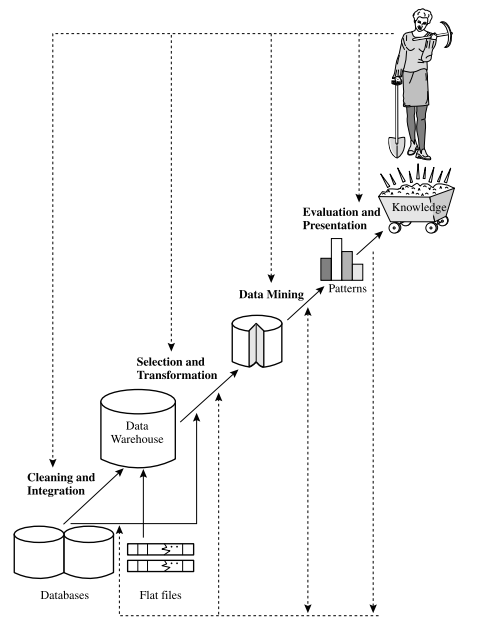 Knowledge
Evaluation and
Presentation
Patterns
Data Mining
Selection and
Transformation
Data
Warehouse
Cleaning and
Integration
Databases
Flat files